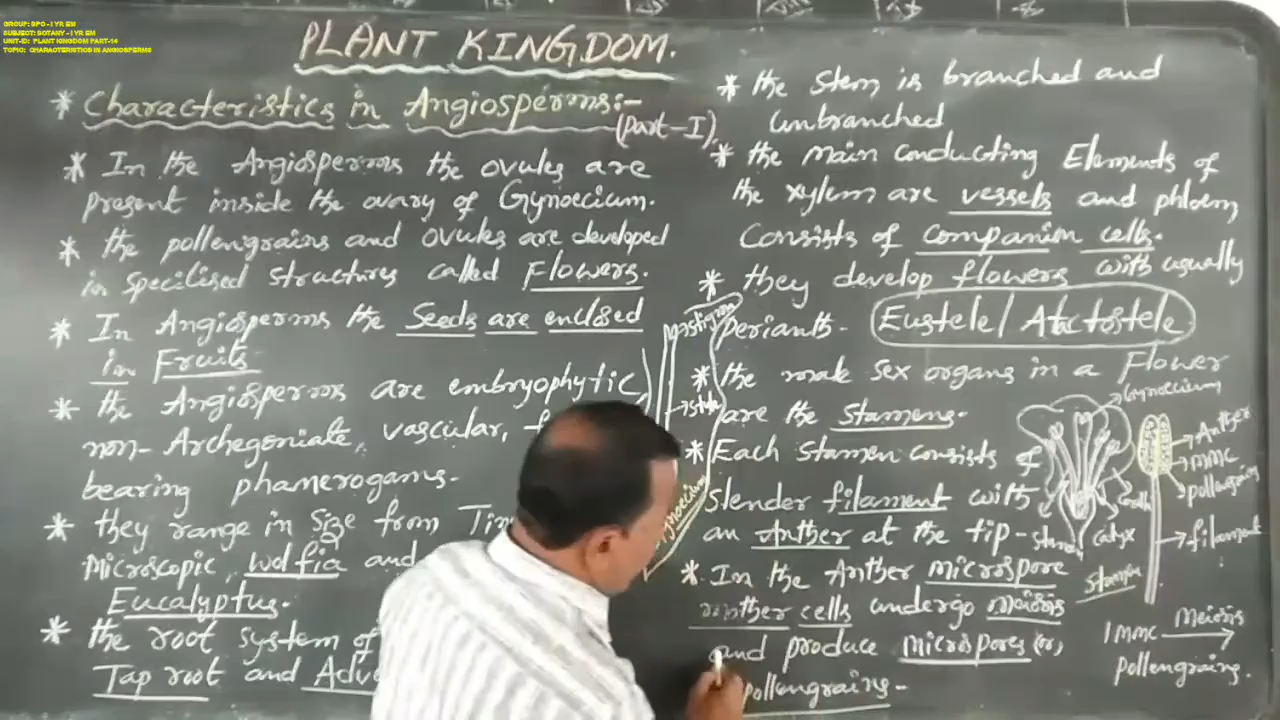 GROUP: BPC - I YR EM
SUBJECT: BOTANY - I YR EM
UNIT-ID: PLANT KINGDOM PART-14
TOPIC: CHARACTERISTICS IN ANGIOSPERMS
PLANT KINGDOM.
* Characteristics in Angiosperms:-
(Part-I).
* In the Angiosperms the ovules are
present inside the ovary of Gynoecium.
* the pollengrains and ovules are developed
in specilised structures called Flowers.
* In Angiosperms the Seeds are enclosed
in Fruits.
* the Angiosperms are embryophytic,
non-Archegoniate, vascular,
bearing phanerogams.
* they range in Size from
Microscopic, Wolfia and
Eucalyptus.
* the root system of
Tap root and
* the Stem is branched and
unbranched
* the main conducting Elements of
the xylem are vessels and phloem
Consists of companion cells.
* they develop flowers with usually
perianth.
Eustele/Atactostele
* the male sex organs in a Flower
are the stamens.
* Each Stamen consists of
Slender filament with
an Anther at the tip-
* In the Anther microspore
mother cells undergo meiosis
and produce microspores (or)
pollengrains.
stigma
style
Gynoecium
Gynoecium
corolla
calyx
Anther
MMC
pollengrains
filament
Stamen
1 MMC Meiosis
pollengrains.